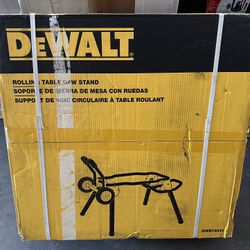 DEWALT
ROLLING TABLE SAW STAND
SOPORTE DE SIERRA DE MESA CON RUEDAS
SUPPORT DE SCIE CIRCULAIRE À TABLE ROULANT
DWE74911